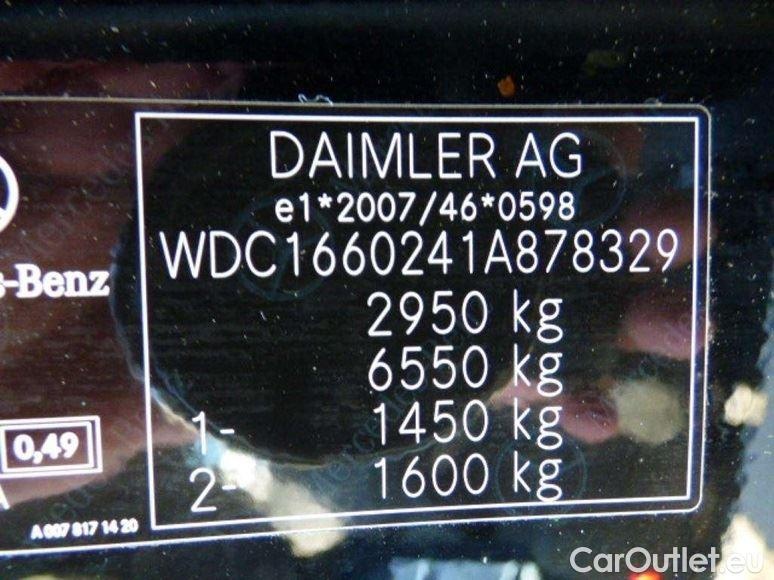 DAIMLER AG
e1*2007/46*0598
WDC1660241A878329
s-Benz
2950 kg
6550 kg
1- 1450 kg
0,49
2- 1600 kg
A
A 007 817 14 20
CarOutlet.eu